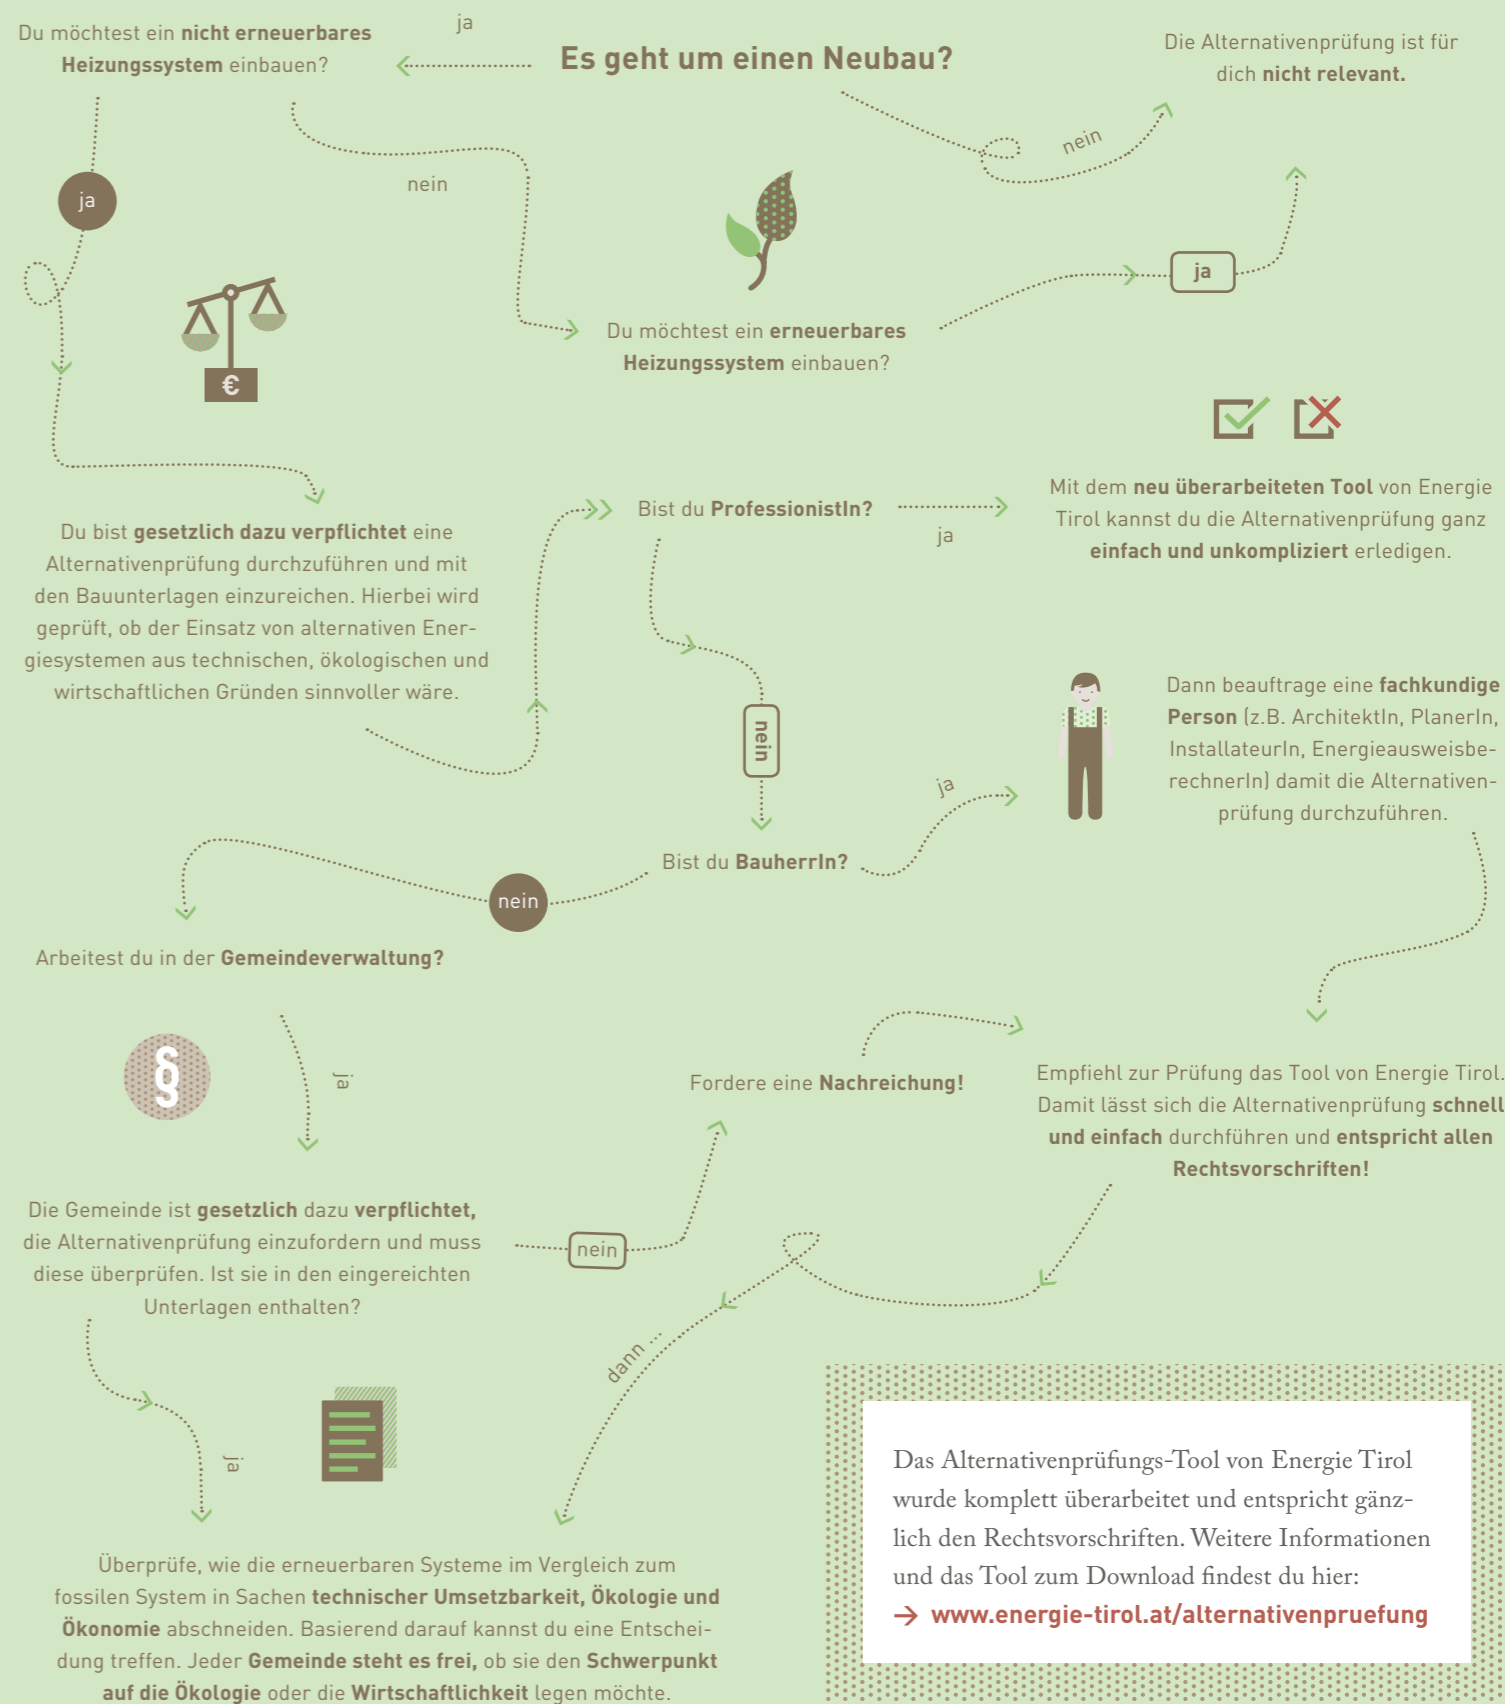 Es geht um einen Neubau?
ja
Du möchtest ein nicht erneuerbares
Heizungssystem einbauen?
nein
Die Alternativenprüfung ist für
dich nicht relevant.
ja
nein
Du möchtest ein erneuerbares
Heizungssystem einbauen?
ja
€
Du bist gesetzlich dazu verpflichtet eine
Alternativenprüfung durchzuführen und mit
den Bauunterlagen einzureichen. Hierbei wird
geprüft, ob der Einsatz von alternativen Ener-
giesystemen aus technischen, ökologischen und
wirtschaftlichen Gründen sinnvoller wäre.
Bist du ProfessionistIn?
ja
Mit dem neu überarbeiteten Tool von Energie
Tirol kannst du die Alternativenprüfung ganz
einfach und unkompliziert erledigen.
nein
Bist du BauherrIn?
ja
Dann beauftrage eine fachkundige
Person (z.B. ArchitektIn, PlanerIn,
InstallateurIn, Energieausweisbe-
rechnerIn) damit die Alternativen-
prüfung durchzuführen.
nein
Arbeitest du in der Gemeindeverwaltung?
§
ja
Die Gemeinde ist gesetzlich dazu verpflichtet,
die Alternativenprüfung einzufordern und muss
diese überprüfen. Ist sie in den eingereichten
Unterlagen enthalten?
nein
Fordere eine Nachreichung!
Empfiehl zur Prüfung das Tool von Energie Tirol.
Damit lässt sich die Alternativenprüfung schnell
und einfach durchführen und entspricht allen
Rechtsvorschriften!
dann ...
ja
Überprüfe, wie die erneuerbaren Systeme im Vergleich zum
fossilen System in Sachen technischer Umsetzbarkeit, Ökologie und
Ökonomie abschneiden. Basierend darauf kannst du eine Entschei-
dung treffen. Jeder Gemeinde steht es frei, ob sie den Schwerpunkt
auf die Ökologie oder die Wirtschaftlichkeit legen möchte.
Das Alternativenprüfungs-Tool von Energie Tirol
wurde komplett überarbeitet und entspricht gänz-
lich den Rechtsvorschriften. Weitere Informationen
und das Tool zum Download findest du hier:
→ www.energie-tirol.at/alternativenpruefung